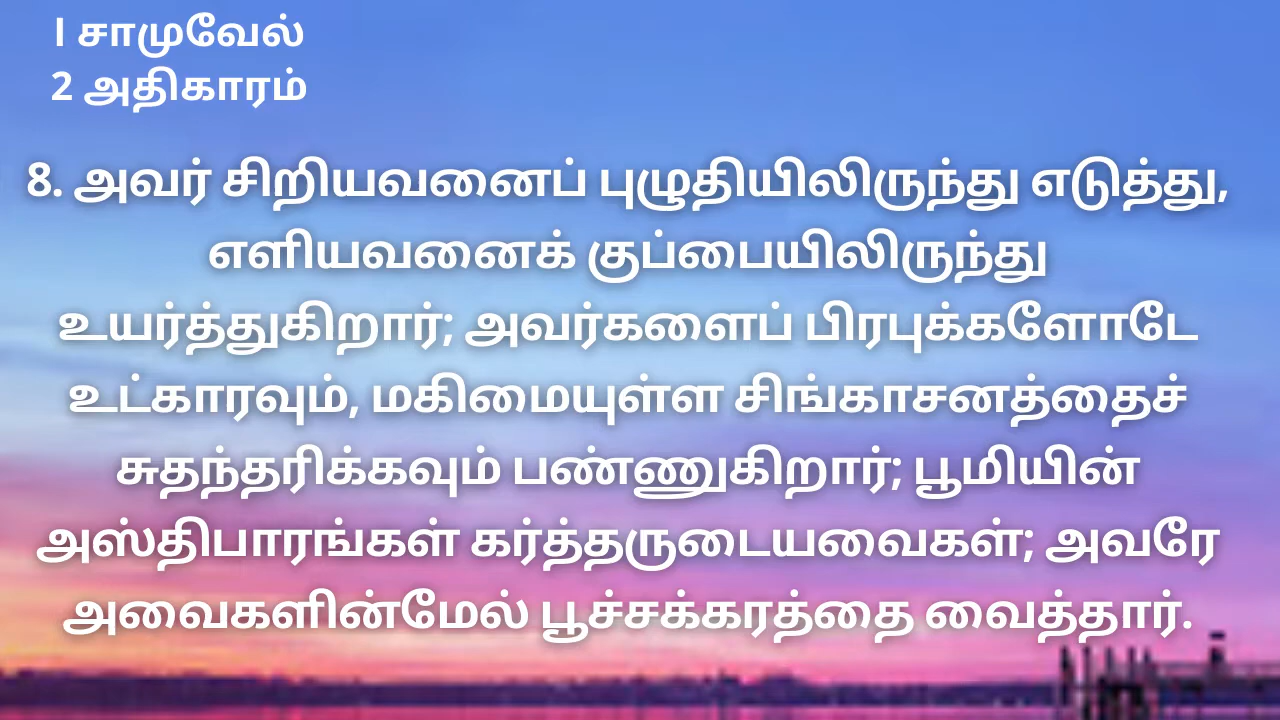 I சாமுவேல்
2 அதிகாரம்
8. அவர் சிறியவனைப் புழுதியிலிருந்து எடுத்து,
எளியவனைக் குப்பையிலிருந்து
உயர்த்துகிறார்; அவர்களைப் பிரபுக்களோடே
உட்காரவும், மகிமையுள்ள சிங்காசனத்தைச்
சுதந்தரிக்கவும் பண்ணுகிறார்; பூமியின்
அஸ்திபாரங்கள் கர்த்தருடையவைகள்; அவரே
அவைகளின்மேல் பூச்சக்கரத்தை வைத்தார்.